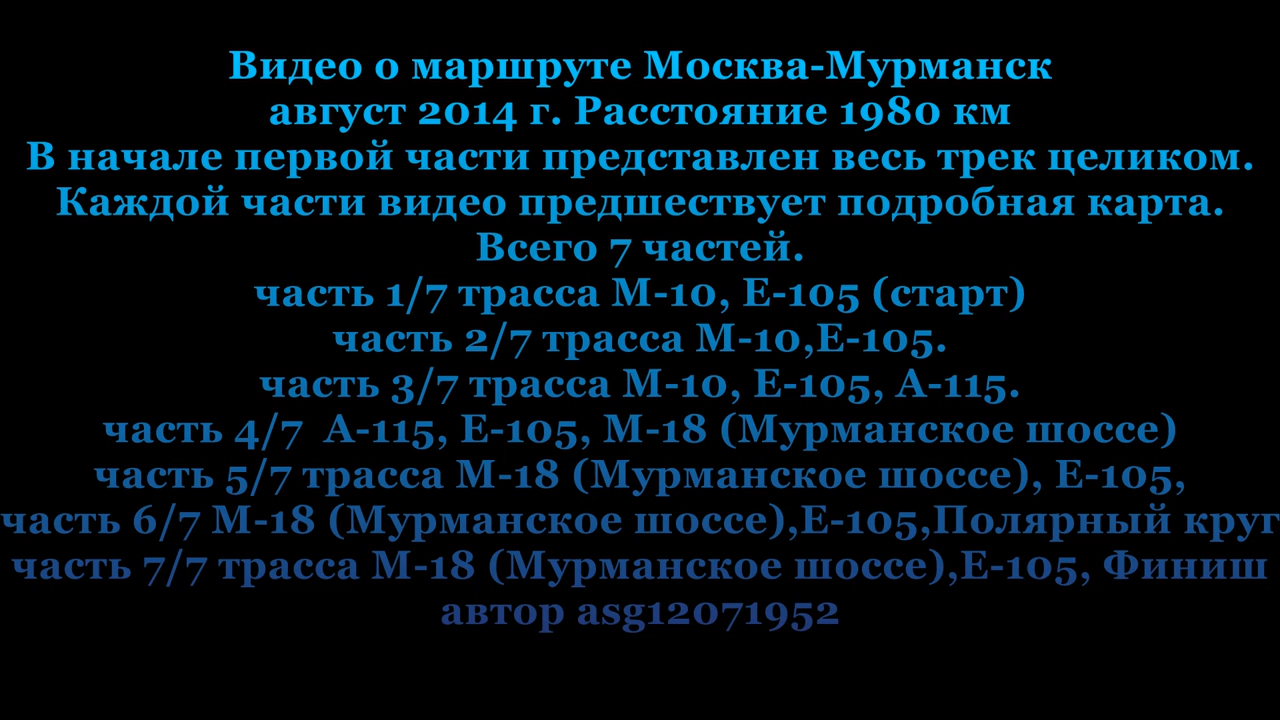 Видео о маршруте Москва-Мурманск
август 2014 г. Расстояние 1980 км
В начале первой части представлен весь трек целиком.
Каждой части видео предшествует подробная карта.
Всего 7 частей.
часть 1/7 трасса М-10, Е-105 (старт)
часть 2/7 трасса М-10,Е-105.
часть 3/7 трасса М-10, Е-105, А-115.
часть 4/7  А-115, Е-105, М-18 (Мурманское шоссе)
часть 5/7 трасса М-18 (Мурманское шоссе), Е-105,
часть 6/7 М-18 (Мурманское шоссе),Е-105,Полярный круг
часть 7/7 трасса М-18 (Мурманское шоссе),Е-105, Финиш
автор asg12071952